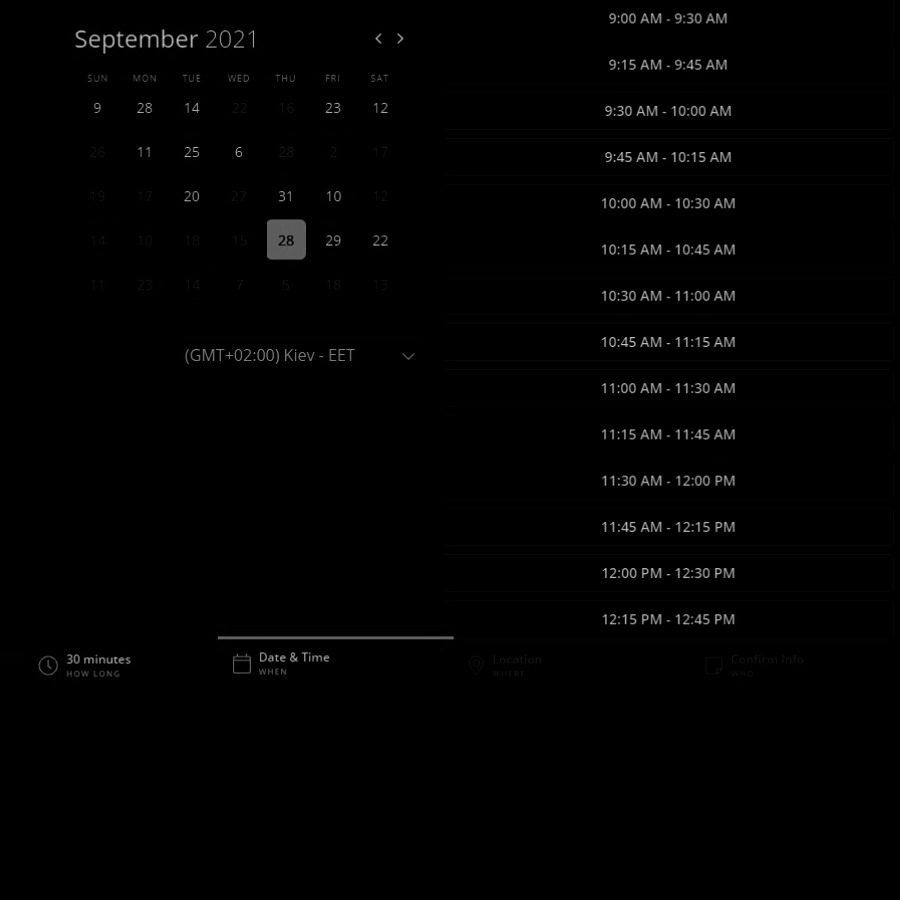 September 2021
SUN MON TUE WED THU FRI SAT
9 28 14 22 16 23 12
26 11 25 6 28 2 17
19 17 20 27 31 10 12
14 10 18 15 28 29 22
11 23 14 7 5 18 13
(GMT+02:00) Kiev - EET
9:00 AM - 9:30 AM
9:15 AM - 9:45 AM
9:30 AM - 10:00 AM
9:45 AM - 10:15 AM
10:00 AM - 10:30 AM
10:15 AM - 10:45 AM
10:30 AM - 11:00 AM
10:45 AM - 11:15 AM
11:00 AM - 11:30 AM
11:15 AM - 11:45 AM
11:30 AM - 12:00 PM
11:45 AM - 12:15 PM
12:00 PM - 12:30 PM
12:15 PM - 12:45 PM
30 minutes
HOW LONG
Date & Time
WHEN
Location
WHERE
Confirm Info
WHO